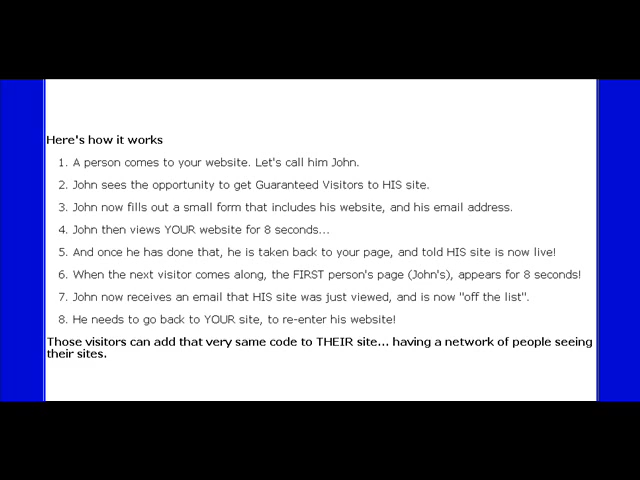 Here's how it works
1. A person comes to your website. Let's call him John.
2. John sees the opportunity to get Guaranteed Visitors to HIS site.
3. John now fills out a small form that includes his website, and his email address.
4. John then views YOUR website for 8 seconds...
5. And once he has done that, he is taken back to your page, and told HIS site is now live!
6. When the next visitor comes along, the FIRST person's page (John's), appears for 8 seconds!
7. John now receives an email that HIS site was just viewed, and is now "off the list".
8. He needs to go back to YOUR site, to re-enter his website!
Those visitors can add that very same code to THEIR site... having a network of people seeing
their sites.